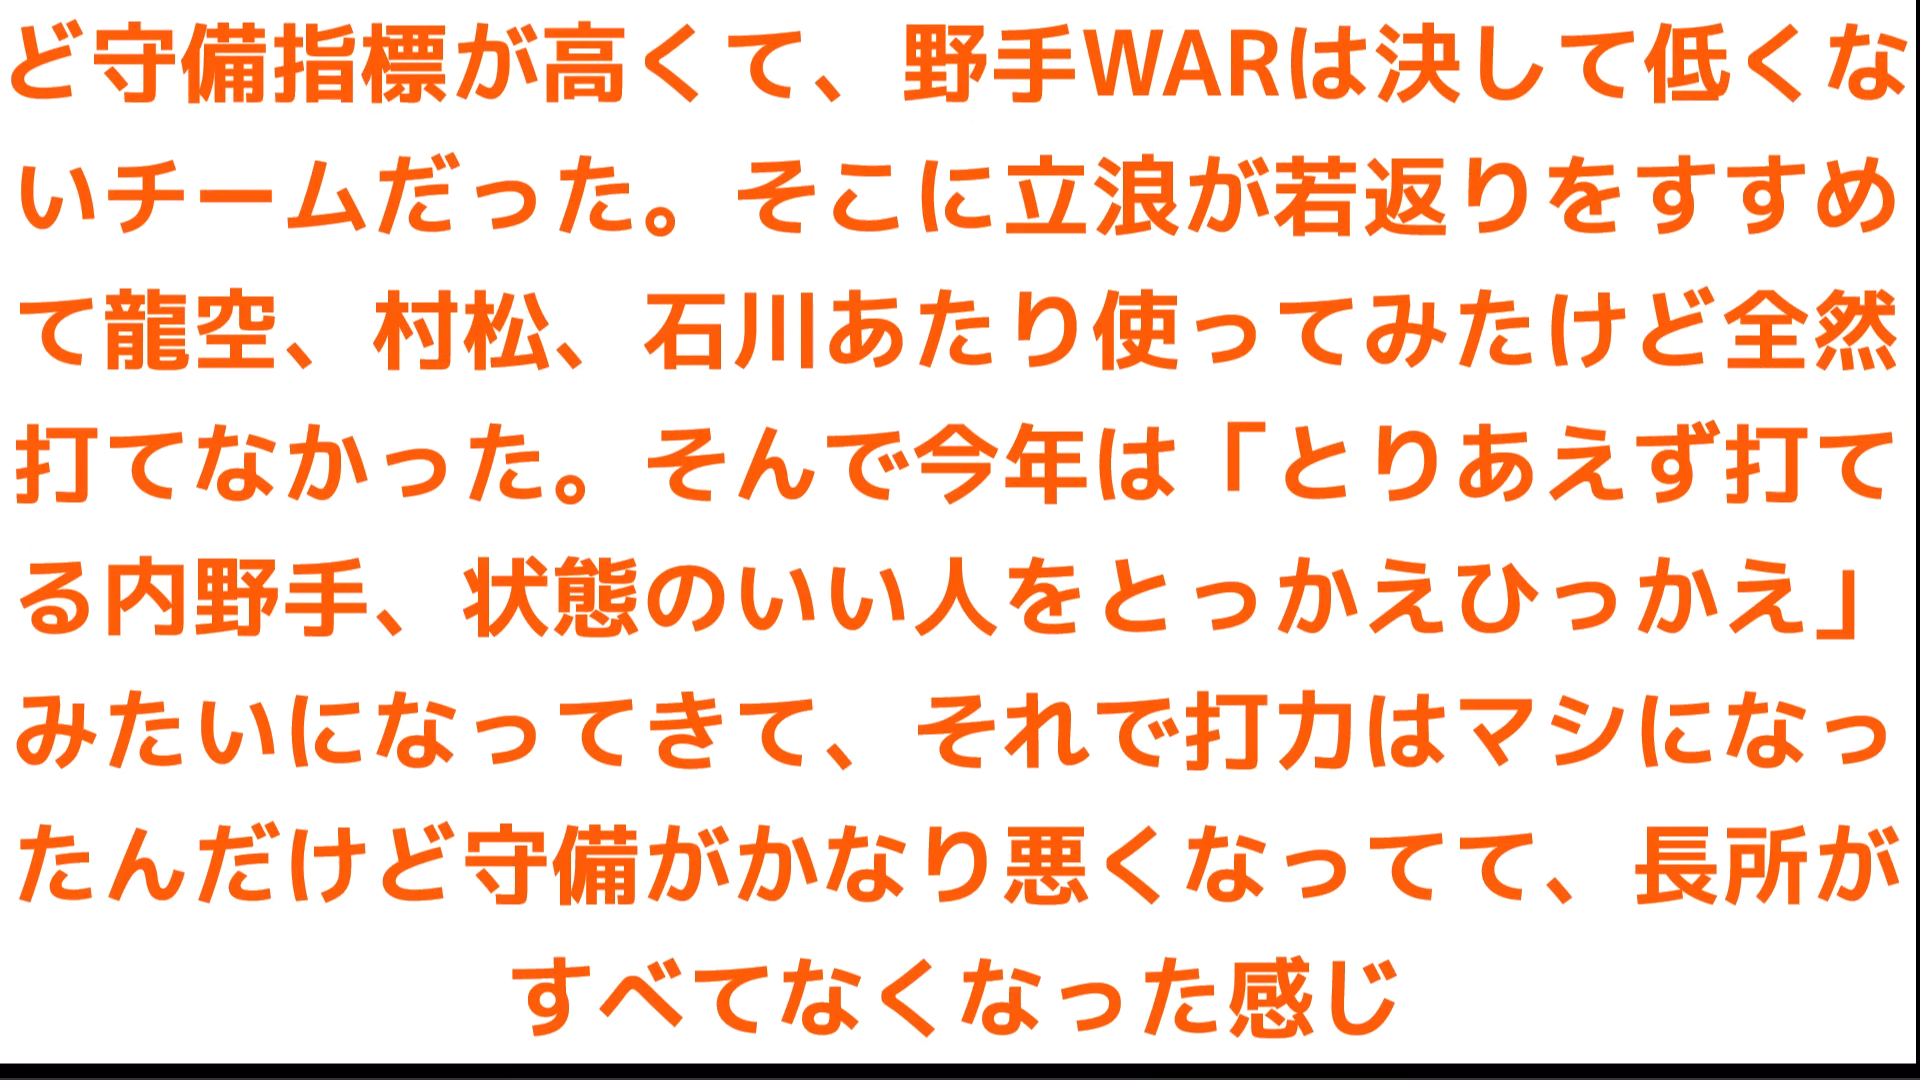 ど守備指標が高くて、野手WARは決して低くな
いチームだった。そこに立浪が若返りをすすめ
て龍空、村松、石川あたり使ってみたけど全然
打てなかった。そんで今年は「とりあえず打て
る内野手、状態のいい人をとっかえひっかえ」
みたいになってきて、それで打力はマシになっ
たんだけど守備がかなり悪くなってて、長所が
すべてなくなった感じ